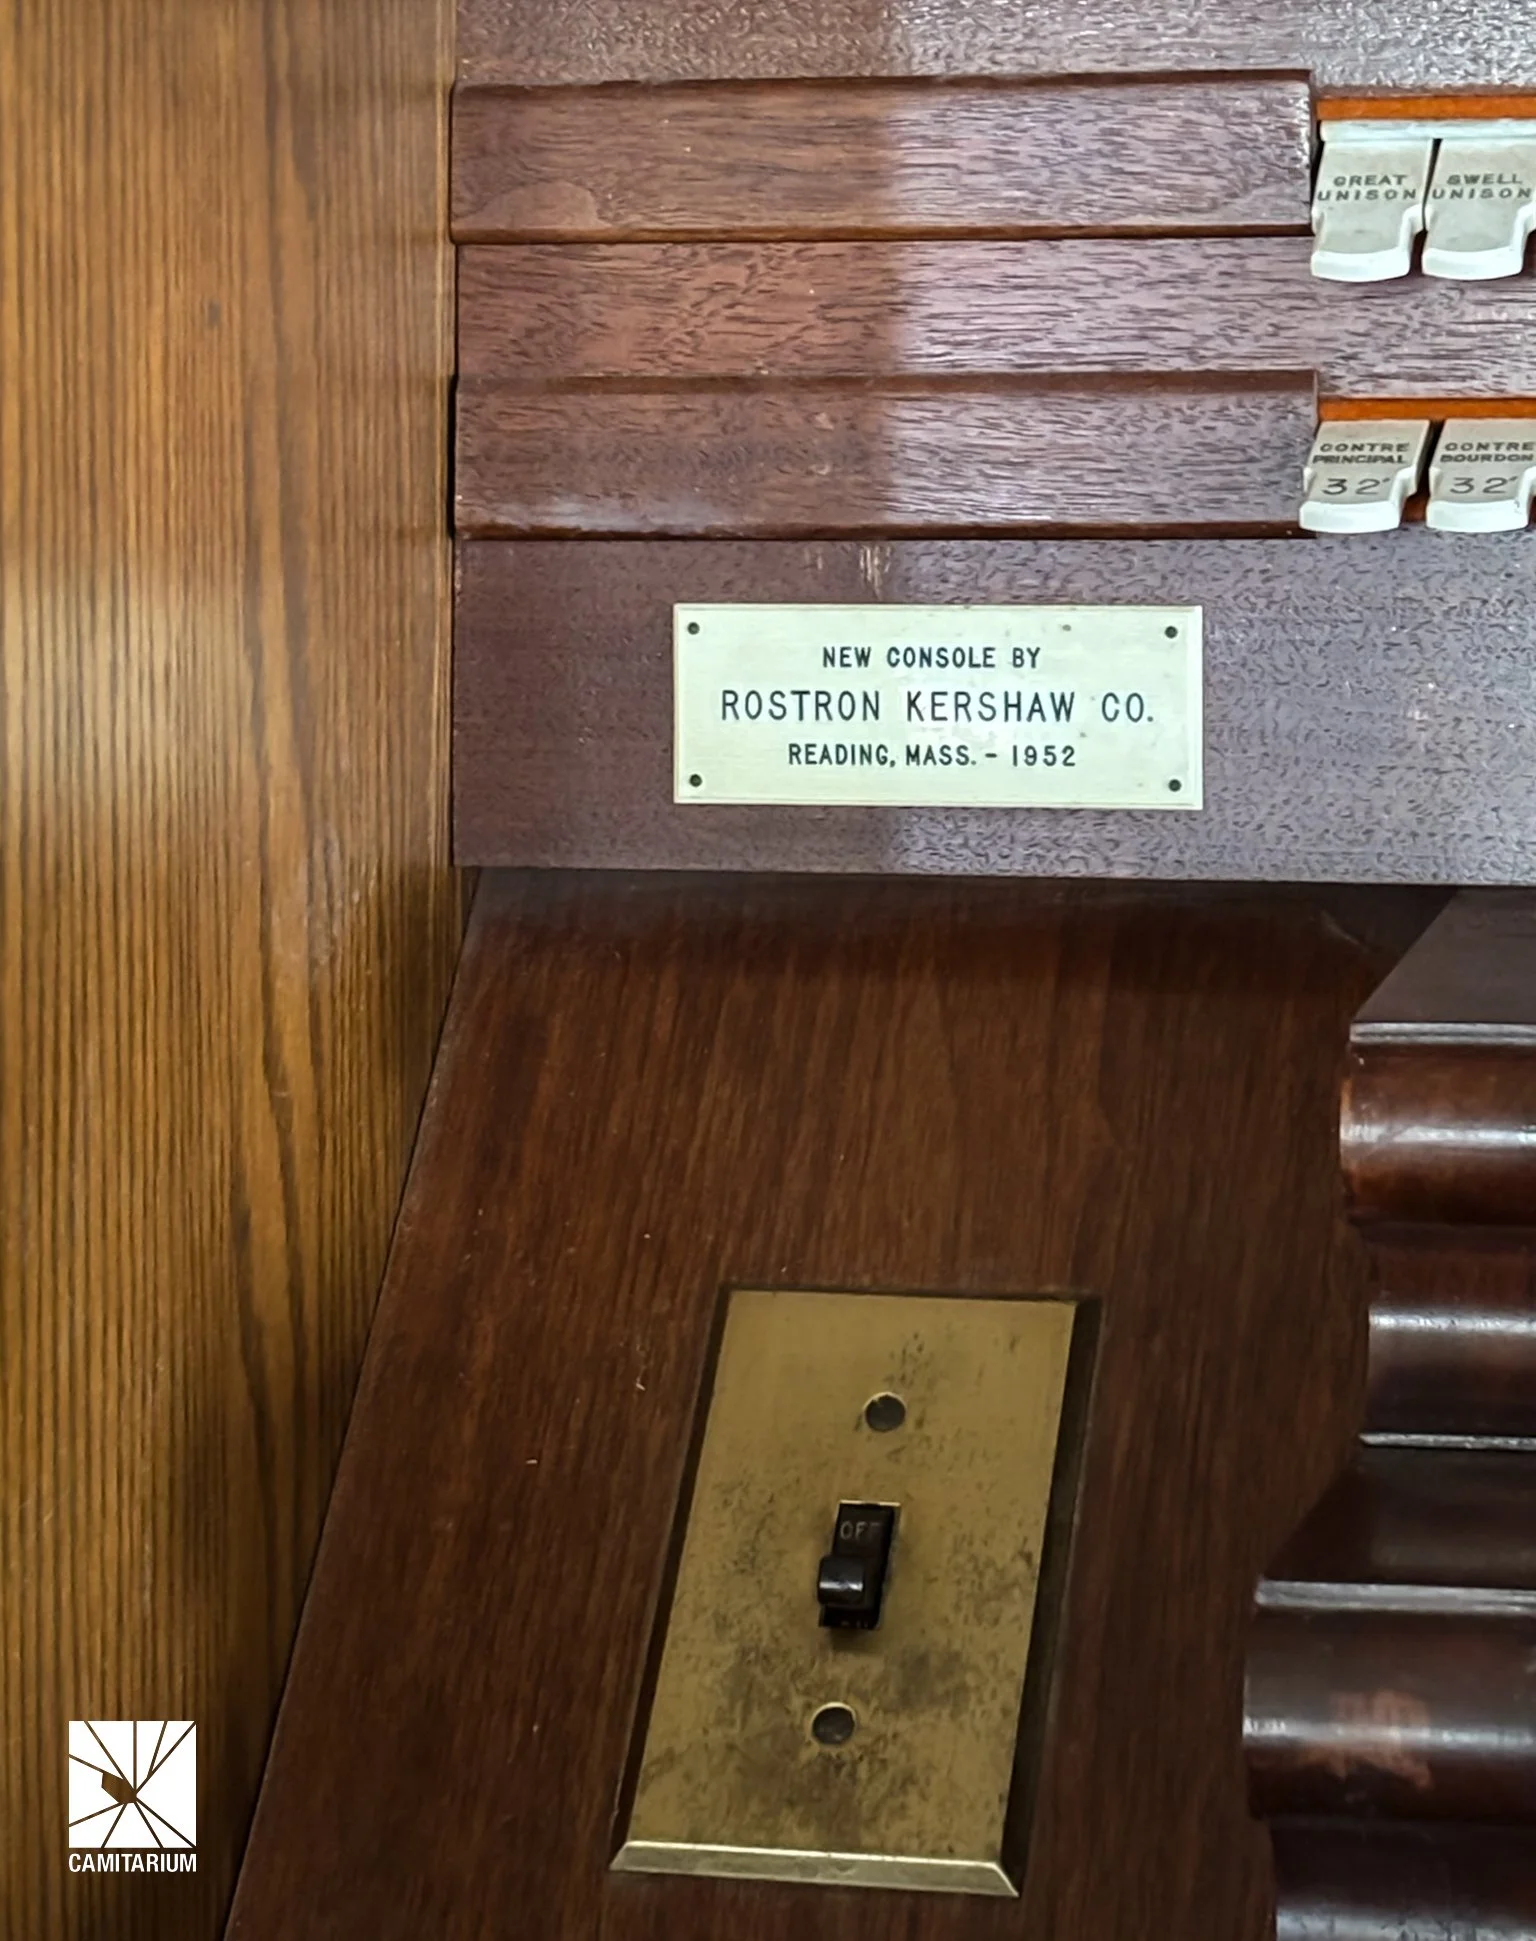 GREAT
UNISON
SWELL
UNISON
CONTRE
PRINCIPAL
32'
CONTRE
BOURDON
32'
NEW CONSOLE BY
ROSTRON KERSHAW CO.
READING, MASS. - 1952
OFF
CAMITARIUM